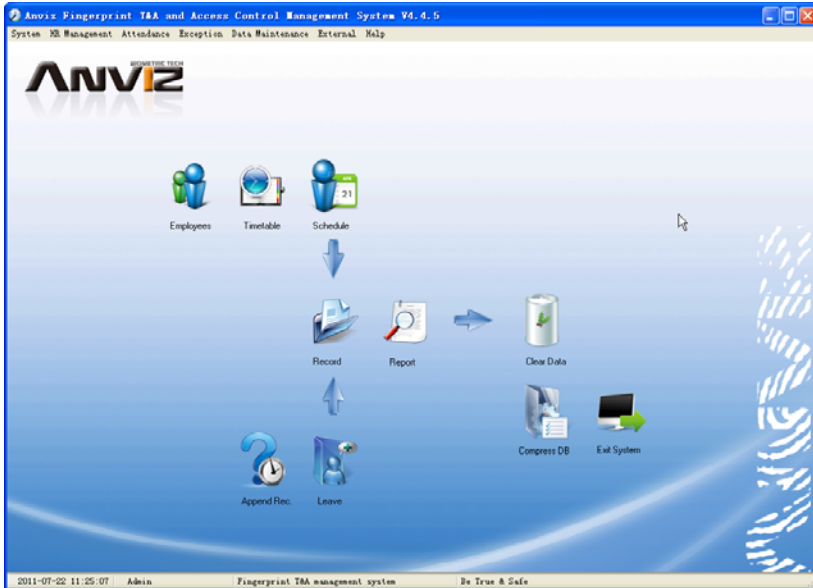 Anviz Fingerprint T&A and Access Control Management System V4.4.5
System HR Management Attendance Exception Data Maintenance External Help
BIOMETRIC TECH
ANVIZ
APR
21
Employees Timetable Schedule
Record Report Clear Data
Compress DB Exit System
Append Rec. Leave
ANVIZ
2011-07-22 11:25:07 Admin Fingerprint T&A management system Be True & Safe